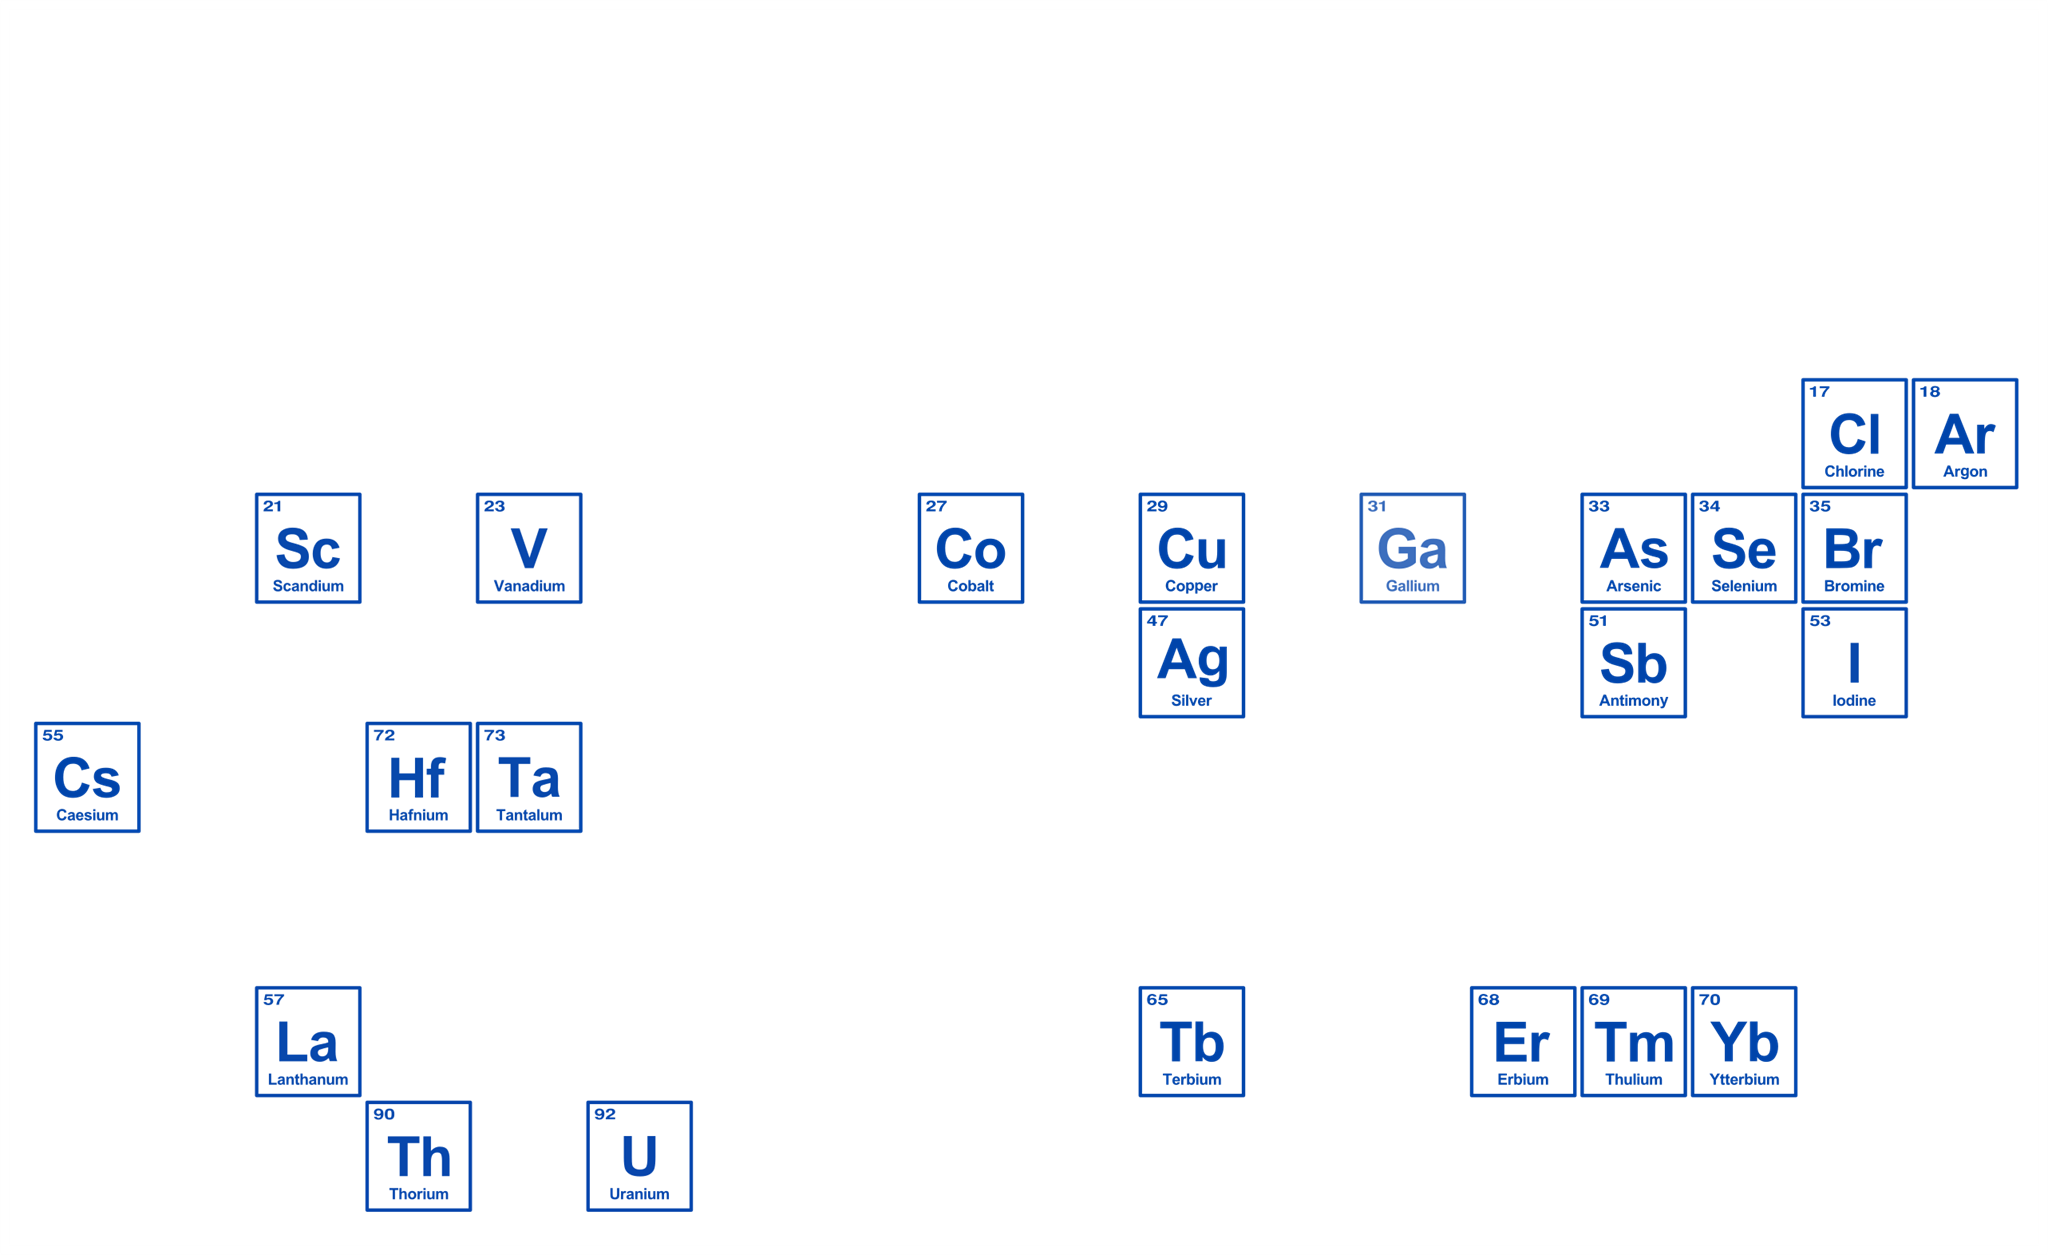 17
Cl
Chlorine
18
Ar
Argon
21
Sc
Scandium
23
V
Vanadium
27
Co
Cobalt
29
Cu
Copper
31
Ga
Gallium
33
As
Arsenic
34
Se
Selenium
35
Br
Bromine
47
Ag
Silver
51
Sb
Antimony
53
I
Iodine
55
Cs
Caesium
72
Hf
Hafnium
73
Ta
Tantalum
57
La
Lanthanum
65
Tb
Terbium
68
Er
Erbium
69
Tm
Thulium
70
Yb
Ytterbium
90
Th
Thorium
92
U
Uranium